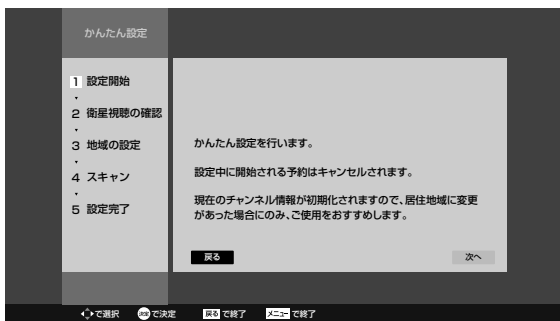 かんたん設定
1 設定開始
2 衛星視聴の確認
3 地域の設定
4 スキャン
5 設定完了
かんたん設定を行います。
設定中に開始される予約はキャンセルされます。
現在のチャンネル情報が初期化されますので、居住地域に変更
があった場合にのみ、ご使用をおすすめします。
戻る 次へ
で選択 決定 で決定 戻る で終了 メニュー で終了